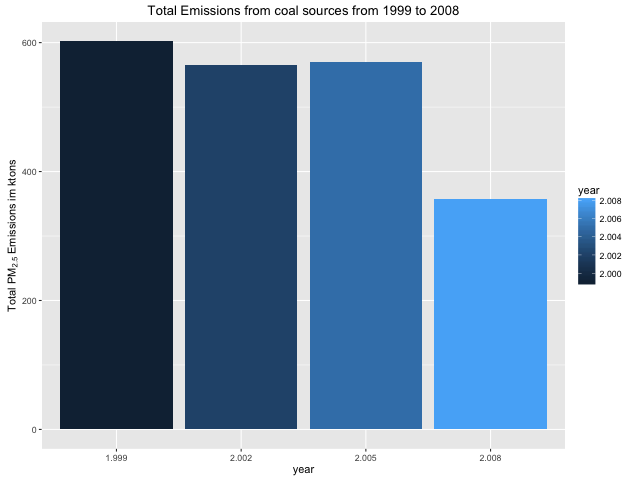 Total Emissions from coal sources from 1999 to 2008
Total PM2.5 Emissions im ktons
600
400
200
0
1.999 2.002 2.005 2.008
year
year
2.008
2.006
2.004
2.002
2.000